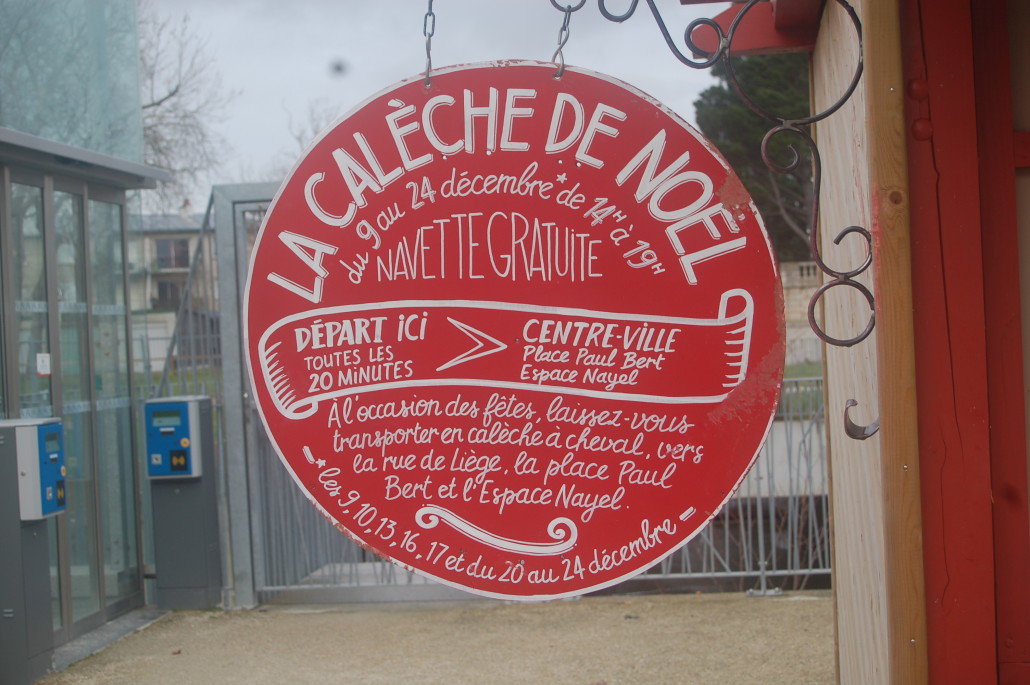 LA CALÈCHE DE NOEL
du 9 au 24 décembre * de 14H à 19H
NAVETTE GRATUITE
DÉPART iCi
TOUTES LES
20 MiNUTES
CENTRE-ViLLE
Place Paul Bert
Espace Nayel
À l'occasion des fêtes, laissez-vous
transporter en calèche à cheval, vers
la rue de Liège, la place Paul
Bert et l'Espace Nayel.
- * les 9, 10, 13, 16, 17 et du 20 au 24 décembre -